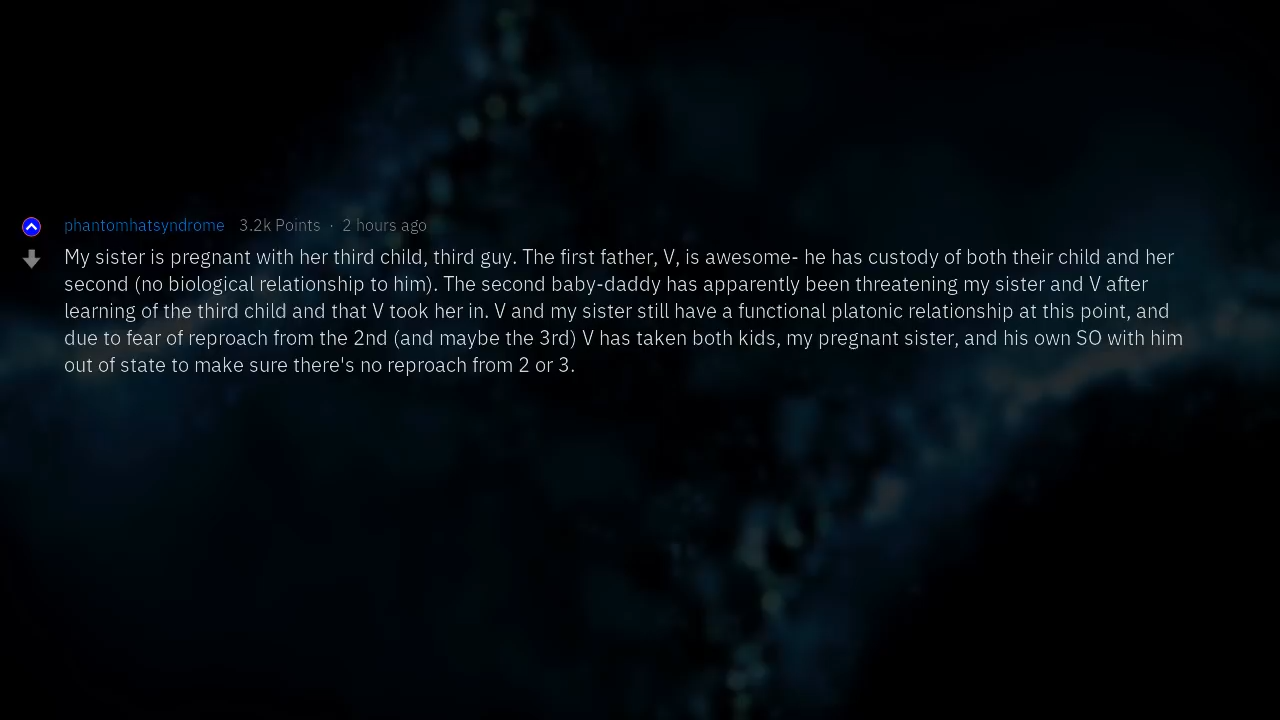 phantomhatsyndrome 3.2k Points · 2 hours ago
My sister is pregnant with her third child, third guy. The first father, V, is awesome- he has custody of both their child and her
second (no biological relationship to him). The second baby-daddy has apparently been threatening my sister and V after
learning of the third child and that V took her in. V and my sister still have a functional platonic relationship at this point, and
due to fear of reproach from the 2nd (and maybe the 3rd) V has taken both kids, my pregnant sister, and his own SO with him
out of state to make sure there's no reproach from 2 or 3.